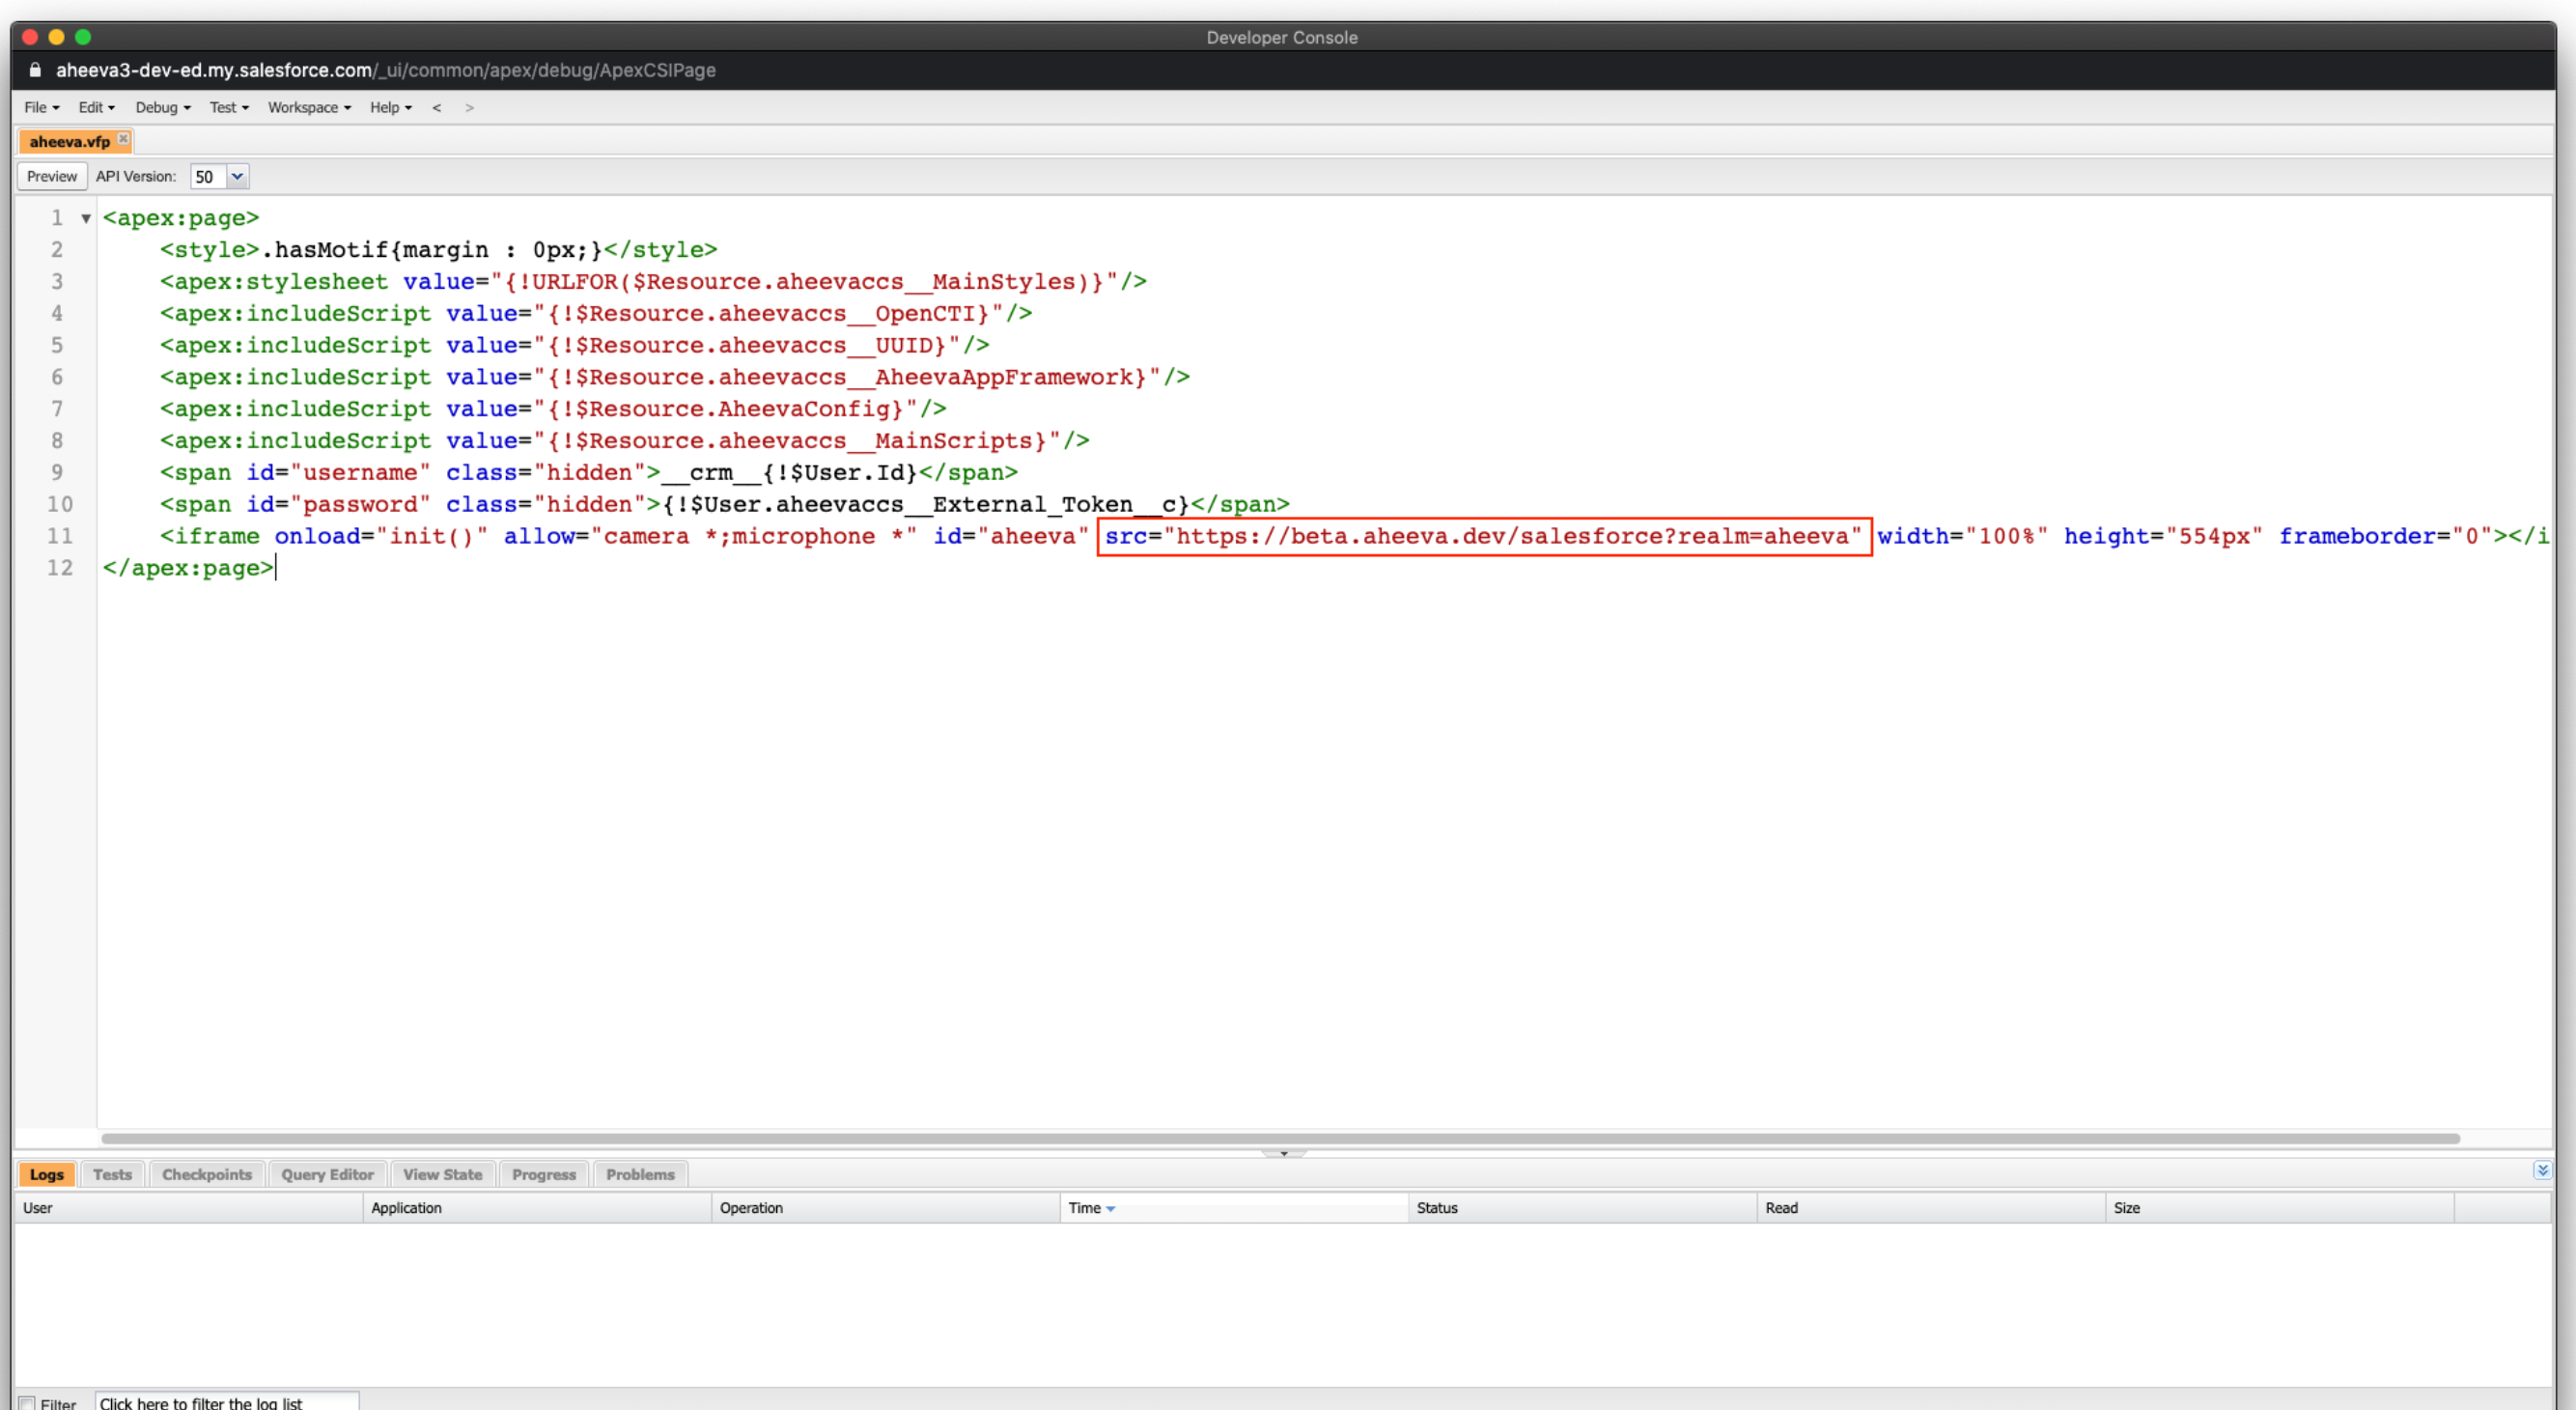 Developer Console
aheeva3-dev-ed.my.salesforce.com/_ui/common/apex/debug/ApexCSIPage
File Edit Debug Test Workspace Help < >
aheeva.vfp
Preview API Version: 50
1 <apex:page>
2 <style>.hasMotif{margin : 0px;}</style>
3 <apex:stylesheet value="{!URLFOR($Resource.aheevaccs__MainStyles)}"/>
4 <apex:includeScript value="{!$Resource.aheevaccs__OpenCTI}"/>
5 <apex:includeScript value="{!$Resource.aheevaccs__UUID}"/>
6 <apex:includeScript value="{!$Resource.aheevaccs__AheevaAppFramework}"/>
7 <apex:includeScript value="{!$Resource.AheevaConfig}"/>
8 <apex:includeScript value="{!$Resource.aheevaccs__MainScripts}"/>
9 <span id="username" class="hidden">__crm__{!$User.Id}</span>
10 <span id="password" class="hidden">{!$User.aheevaccs__External_Token__c}</span>
11 <iframe onload="init()" allow="camera *;microphone *" id="aheeva" src="https://beta.aheeva.dev/salesforce?realm=aheeva" width="100%" height="554px" frameborder="0"></i
12 </apex:page>
Logs Tests Checkpoints Query Editor View State Progress Problems
User Application Operation Time Status Read Size
Filter Click here to filter the log list